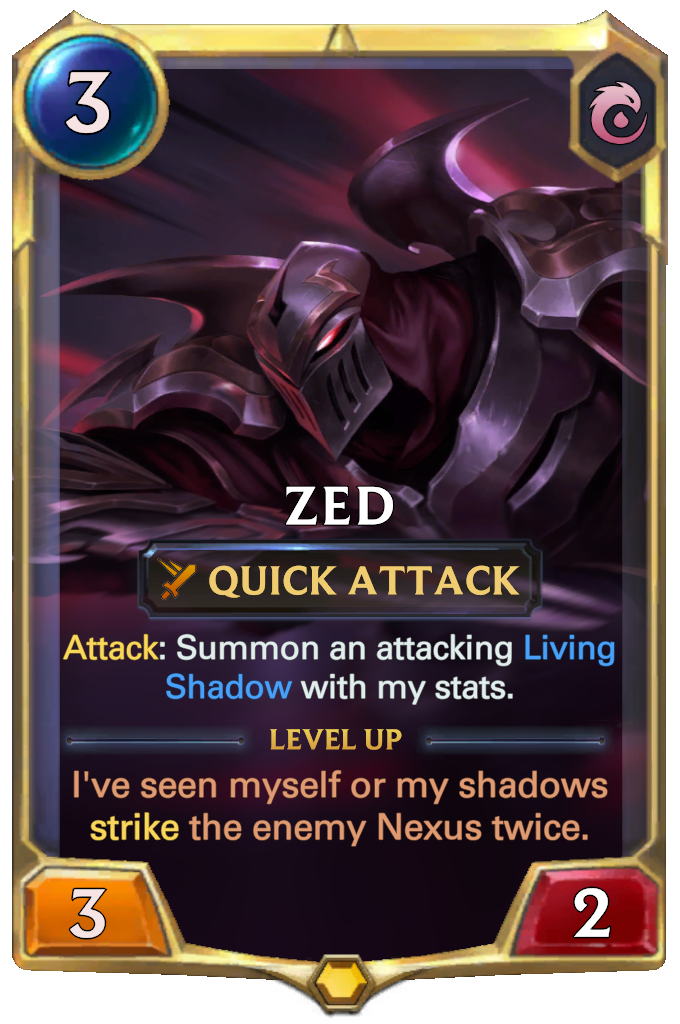 3
ZED
QUICK ATTACK
Attack: Summon an attacking Living
Shadow with my stats.
LEVEL UP
I've seen myself or my shadows
strike the enemy Nexus twice.
3
2